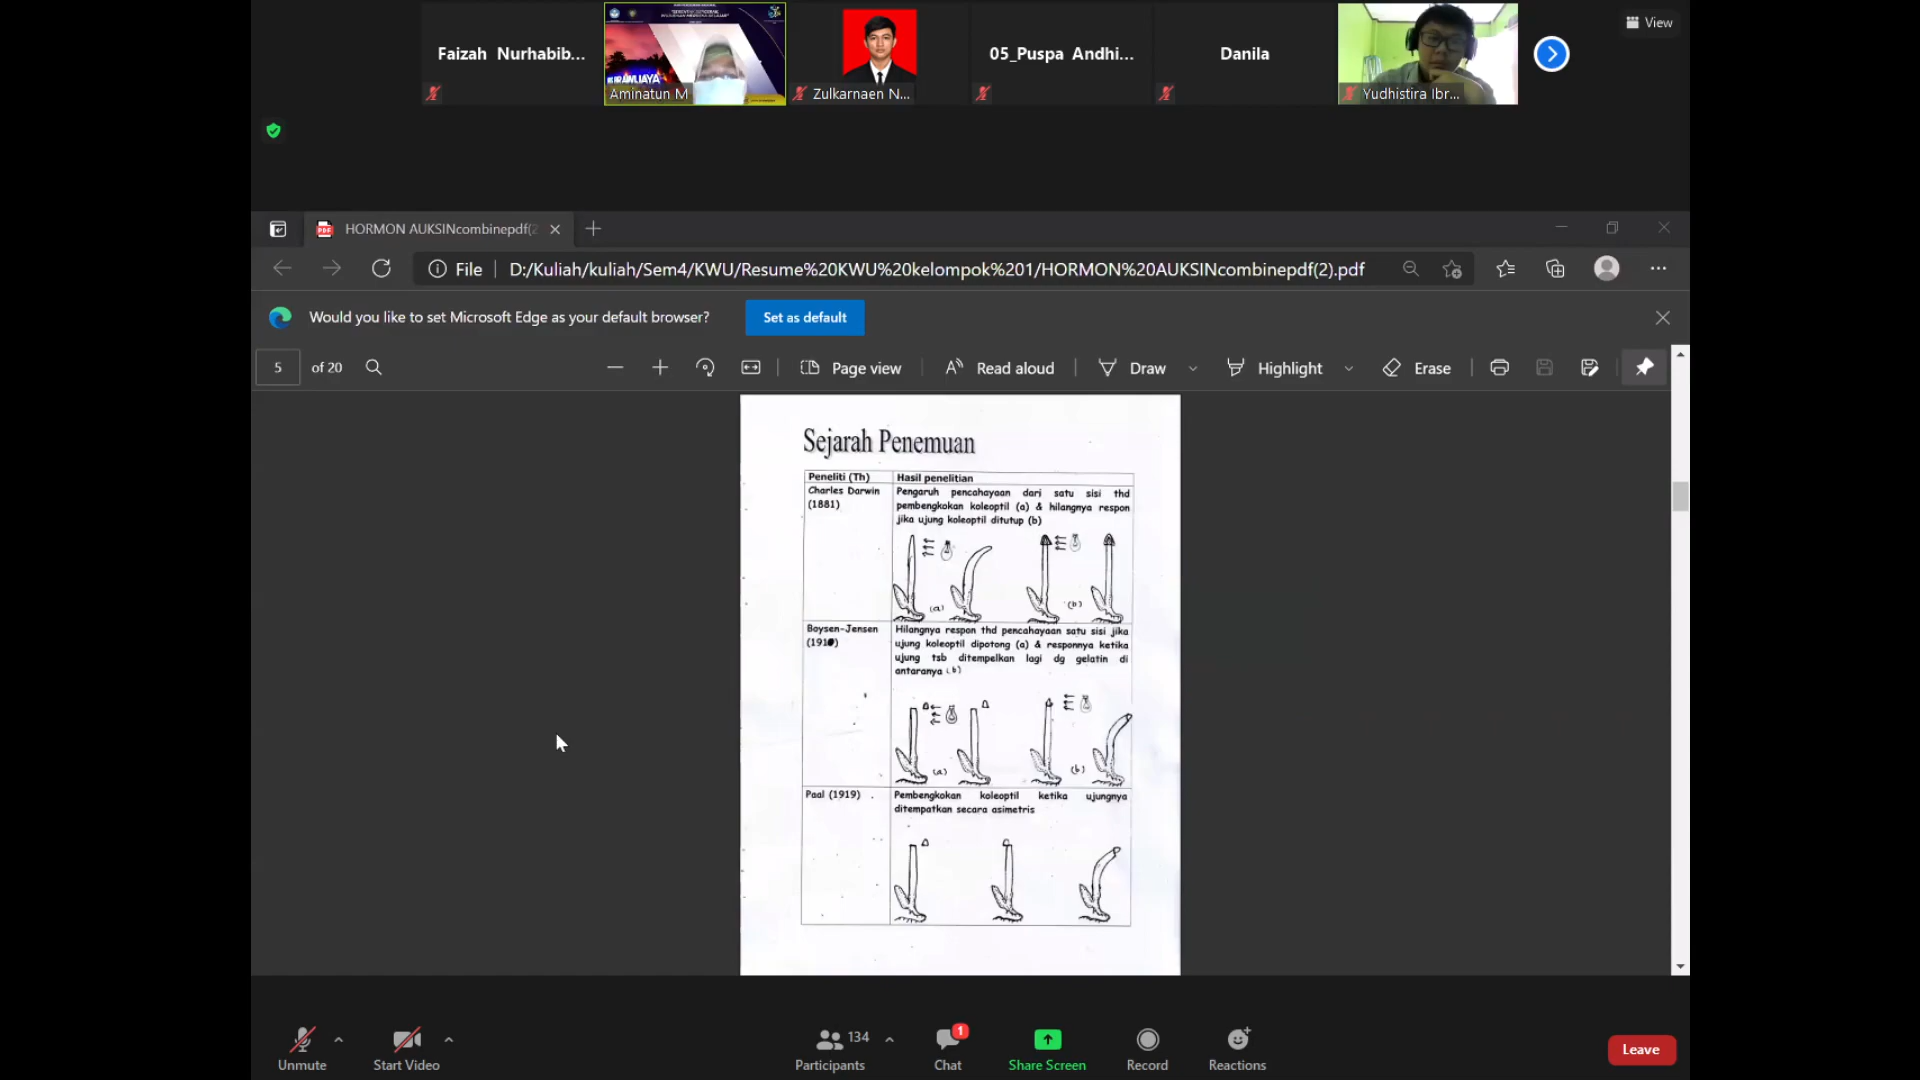 Faizah Nurhabib...
Aminatun M
Zulkarnaen N...
05_Puspa Andhi...
Danila
Yudhistira Ibr...
View
HORMON AUKSINcombinepdf(2
File
D:/Kuliah/kuliah/Sem4/KWU/Resume%20KWU%20kelompok%201/HORMON%20AUKSINcombinepdf(2).pdf
Would you like to set Microsoft Edge as your default browser?
Set as default
5 of 20
Page view
Read aloud
Draw
Highlight
Erase
Sejarah Penemuan
Peneliti (Th)
Hasil penelitian
Charles Darwin
(1881)
Pengaruh pencahayaan dari satu sisi thd
pembengkokan koleoptil (a) & hilangnya respon
jika ujung koleoptil ditutup (b)
(a)
(b)
Boysen-Jensen
(1910)
Hilangnya respon thd pencahayaan satu sisi jika
ujung koleoptil dipotong (a) & responnya ketika
ujung tsb ditempelkan lagi dg gelatin di
antaranya (b)
(a)
(b)
Paal (1919)
Pembengkokan koleoptil ketika ujungnya
ditempatkan secara asimetris
Unmute
Start Video
134
Participants
1
Chat
Share Screen
Record
Reactions
Leave